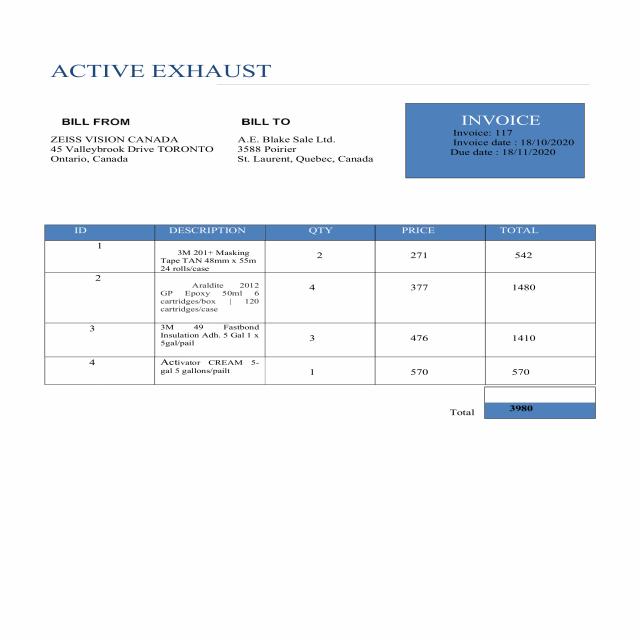 ACTIVE EXHAUST
BILL FROM
ZEISS VISION CANADA
45 Valleybrook Drive TORONTO
Ontario, Canada
BILL TO
A.E. Blake Sale Ltd.
3588 Poirier
St. Laurent, Quebec, Canada
INVOICE
Invoice: 117
Invoice date : 18/10/2020
Due date : 18/11/2020
ID DESCRIPTION QTY PRICE TOTAL
1
3M 201+ Masking
Tape TAN 48mm x 55m
24 rolls/case
2 271 542
2
Araldite 2012
GP Epoxy 50ml 6
cartridges/box | 120
cartridges/case
4 377 1480
3
3M 49 Fastbond
Insulation Adh. 5 Gal 1 x
5gal/pail
3 476 1410
4
Activator CREAM 5-
gal 5 gallons/pailt
1 570 570
Total 3980